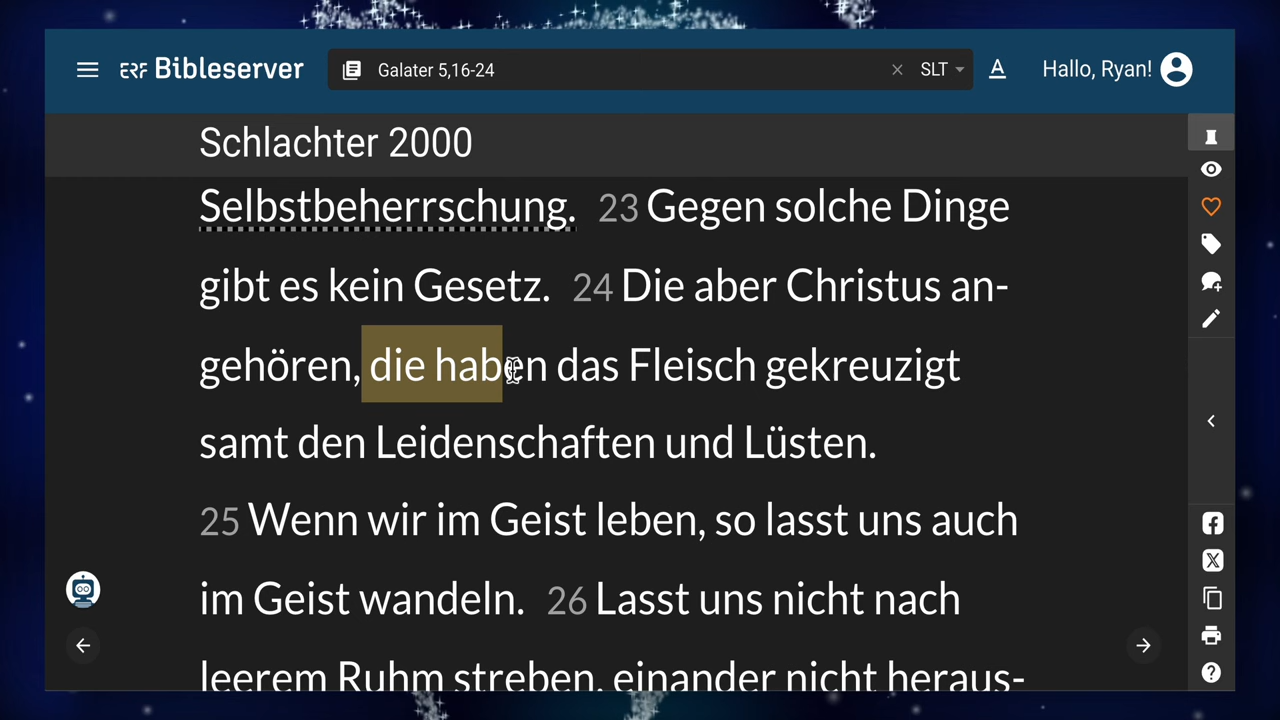 ERF Bibleserver
Galater 5,16-24
SLT
A
Hallo, Ryan!
Schlachter 2000
Selbstbeherrschung. 23 Gegen solche Dinge
gibt es kein Gesetz. 24 Die aber Christus an-
gehören, die haben das Fleisch gekreuzigt
samt den Leidenschaften und Lüsten.
25 Wenn wir im Geist leben, so lasst uns auch
im Geist wandeln. 26 Lasst uns nicht nach
leerem Ruhm streben, einander nicht heraus-